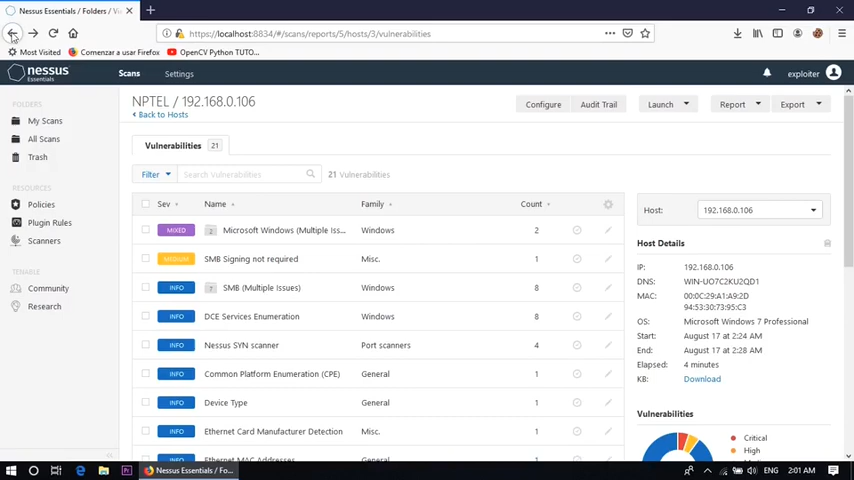 Nessus Essentials / Folders / Vi
https://localhost:8834/#/scans/reports/5/hosts/3/vulnerabilities
Most Visited Comenzar a usar Firefox OpenCV Python TUTO...
nessus Essentials Scans Settings exploiter
FOLDERS
My Scans
All Scans
Trash
RESOURCES
Policies
Plugin Rules
Scanners
TENABLE
Community
Research
NPTEL / 192.168.0.106
< Back to Hosts
Configure Audit Trail Launch Report Export
Vulnerabilities 21
Filter Search Vulnerabilities 21 Vulnerabilities
Sev Name Family Count
MIXED 2 Microsoft Windows (Multiple Iss... Windows 2
MEDIUM SMB Signing not required Misc. 1
INFO 7 SMB (Multiple Issues) Windows 8
INFO DCE Services Enumeration Windows 8
INFO Nessus SYN scanner Port scanners 4
INFO Common Platform Enumeration (CPE) General 1
INFO Device Type General 1
INFO Ethernet Card Manufacturer Detection Misc. 1
INFO Ethernet MAC Addresses General 1
Host: 192.168.0.106
Host Details
IP: 192.168.0.106
DNS: WIN-UO7C2KU2QD1
MAC: 00:0C:29:A1:A9:2D
94:53:30:73:95:C3
OS: Microsoft Windows 7 Professional
Start: August 17 at 2:24 AM
End: August 17 at 2:28 AM
Elapsed: 4 minutes
KB: Download
Vulnerabilities
Critical
High
Nessus Essentials / Fo... ENG 2:01 AM